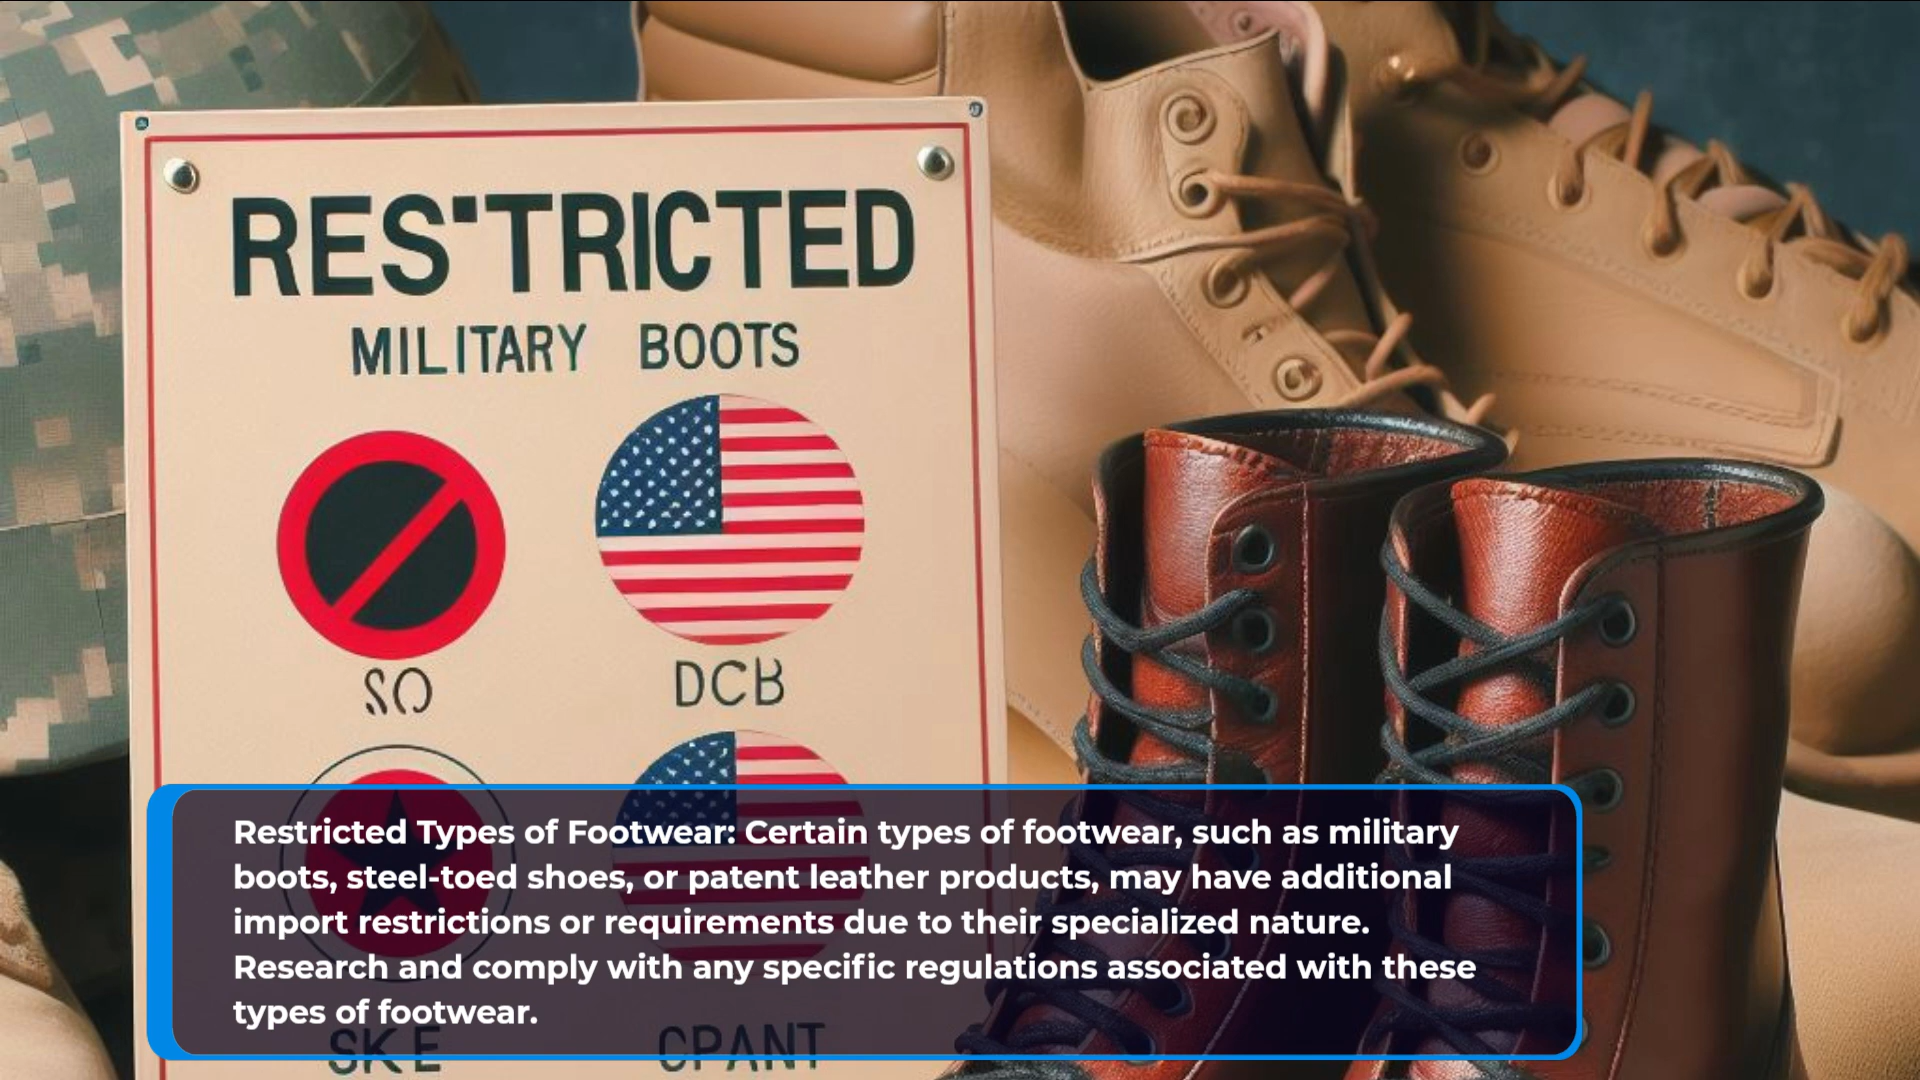 RES'TRICTED
MILITARY BOOTS
SO DCB
Restricted Types of Footwear: Certain types of footwear, such as military
boots, steel-toed shoes, or patent leather products, may have additional
import restrictions or requirements due to their specialized nature.
Research and comply with any specific regulations associated with these
types of footwear.
SKE CPANT